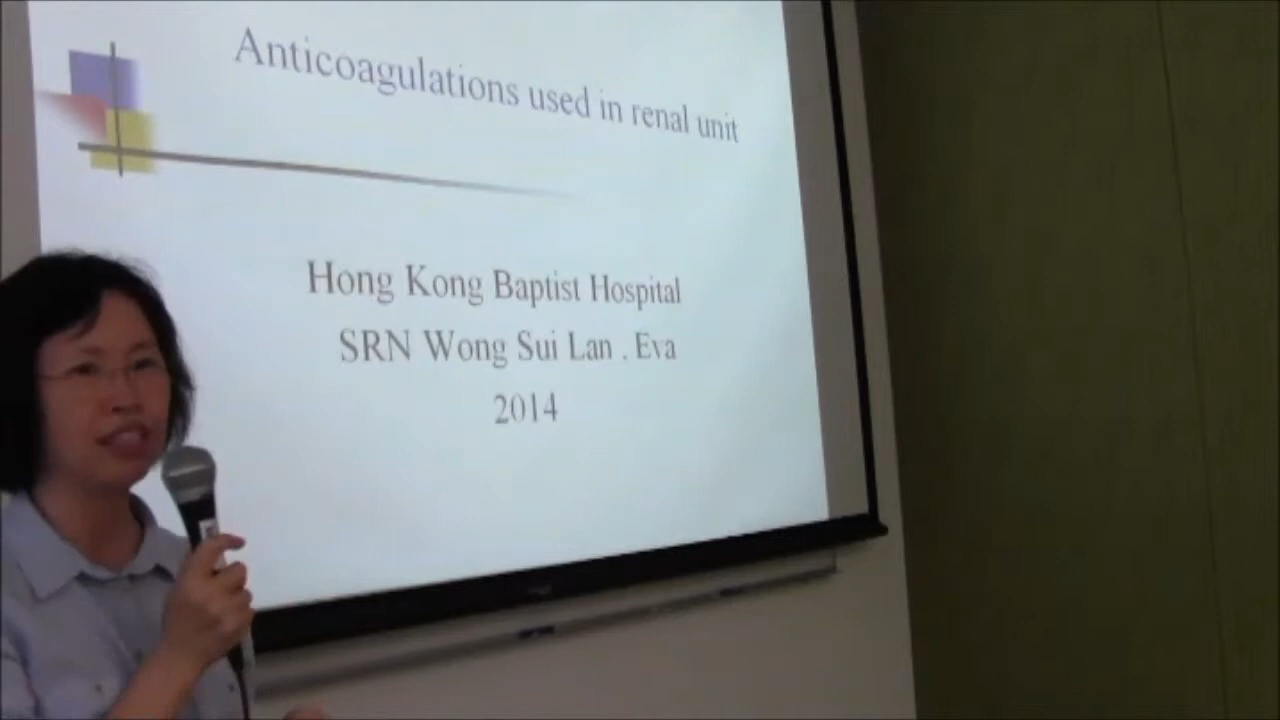 Anticoagulations used in renal unit
Hong Kong Baptist Hospital
SRN Wong Sui Lan . Eva
2014